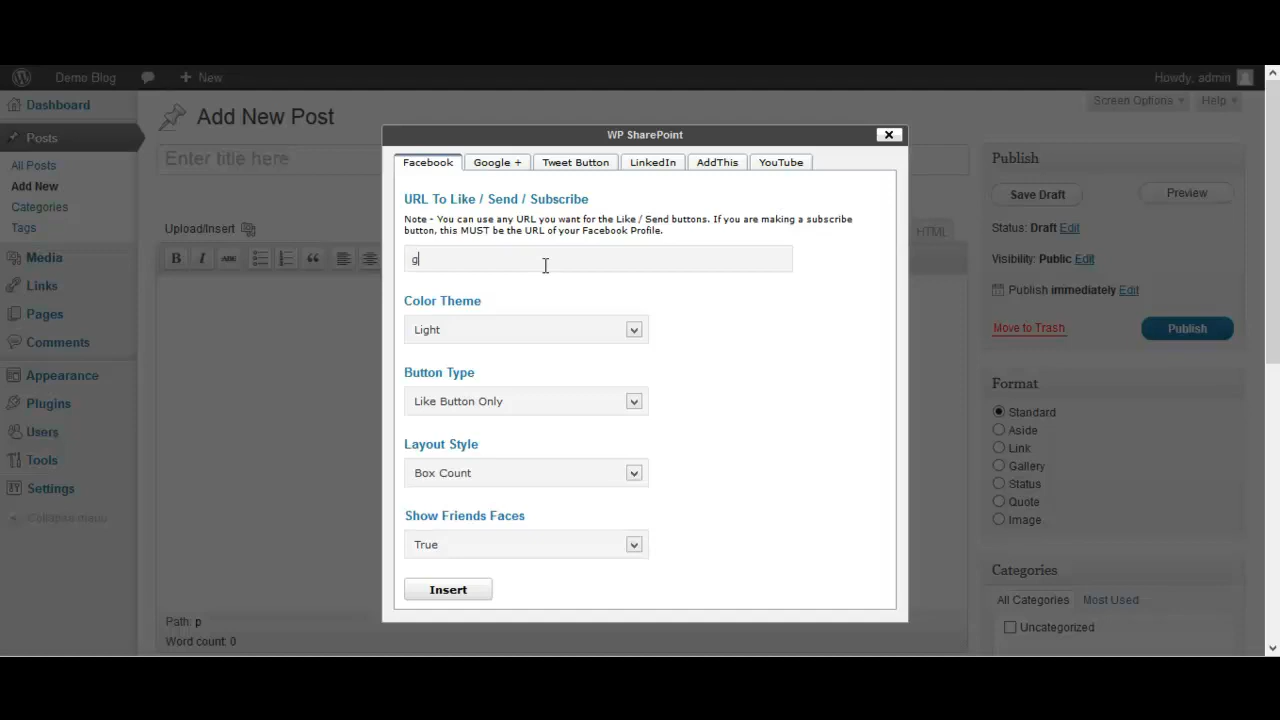 Demo Blog
New
Howdy, admin
Dashboard
Posts
All Posts
Add New
Categories
Tags
Media
Links
Pages
Comments
Appearance
Plugins
Users
Tools
Settings
Collapse menu
Add New Post
Screen Options
Help
Enter title here
Upload/Insert
HTML
B I ABC
Path: p
Word count: 0
WP SharePoint
Facebook
Google +
Tweet Button
LinkedIn
AddThis
YouTube
URL To Like / Send / Subscribe
Note - You can use any URL you want for the Like / Send buttons. If you are making a subscribe
button, this MUST be the URL of your Facebook Profile.
g
Color Theme
Light
Button Type
Like Button Only
Layout Style
Box Count
Show Friends Faces
True
Insert
Publish
Save Draft
Preview
Status: Draft Edit
Visibility: Public Edit
Publish immediately Edit
Move to Trash
Publish
Format
Standard
Aside
Link
Gallery
Status
Quote
Image
Categories
All Categories
Most Used
Uncategorized